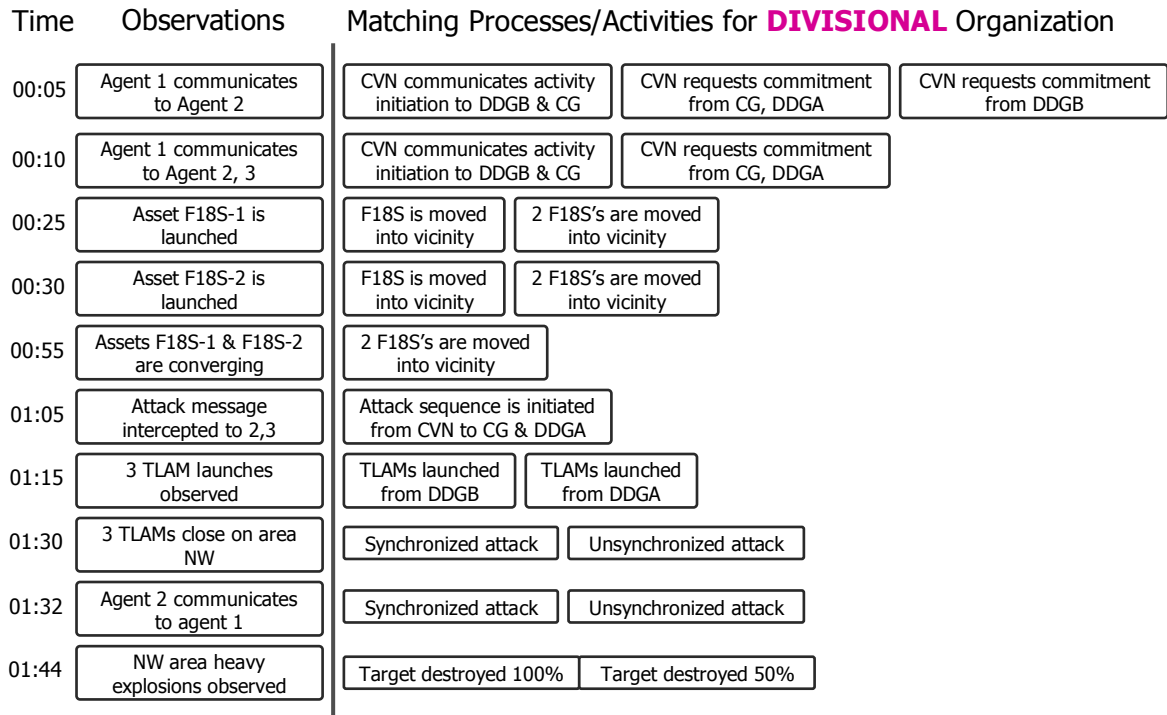 Time Observations Matching Processes/Activities for DIVISIONAL Organization
00:05
Agent 1 communicates
to Agent 2
CVN communicates activity
initiation to DDGB & CG
CVN requests commitment
from CG, DDGA
CVN requests commitment
from DDGB
00:10
Agent 1 communicates
to Agent 2, 3
CVN communicates activity
initiation to DDGB & CG
CVN requests commitment
from CG, DDGA
00:25
Asset F18S-1 is
launched
F18S is moved
into vicinity
2 F18S’s are moved
into vicinity
00:30
Asset F18S-2 is
launched
F18S is moved
into vicinity
2 F18S’s are moved
into vicinity
00:55
Assets F18S-1 & F18S-2
are converging
2 F18S’s are moved
into vicinity
01:05
Attack message
intercepted to 2,3
Attack sequence is initiated
from CVN to CG & DDGA
01:15
3 TLAM launches
observed
TLAMs launched
from DDGB
TLAMs launched
from DDGA
01:30
3 TLAMs close on area
NW
Synchronized attack
Unsynchronized attack
01:32
Agent 2 communicates
to agent 1
Synchronized attack
Unsynchronized attack
01:44
NW area heavy
explosions observed
Target destroyed 100%
Target destroyed 50%